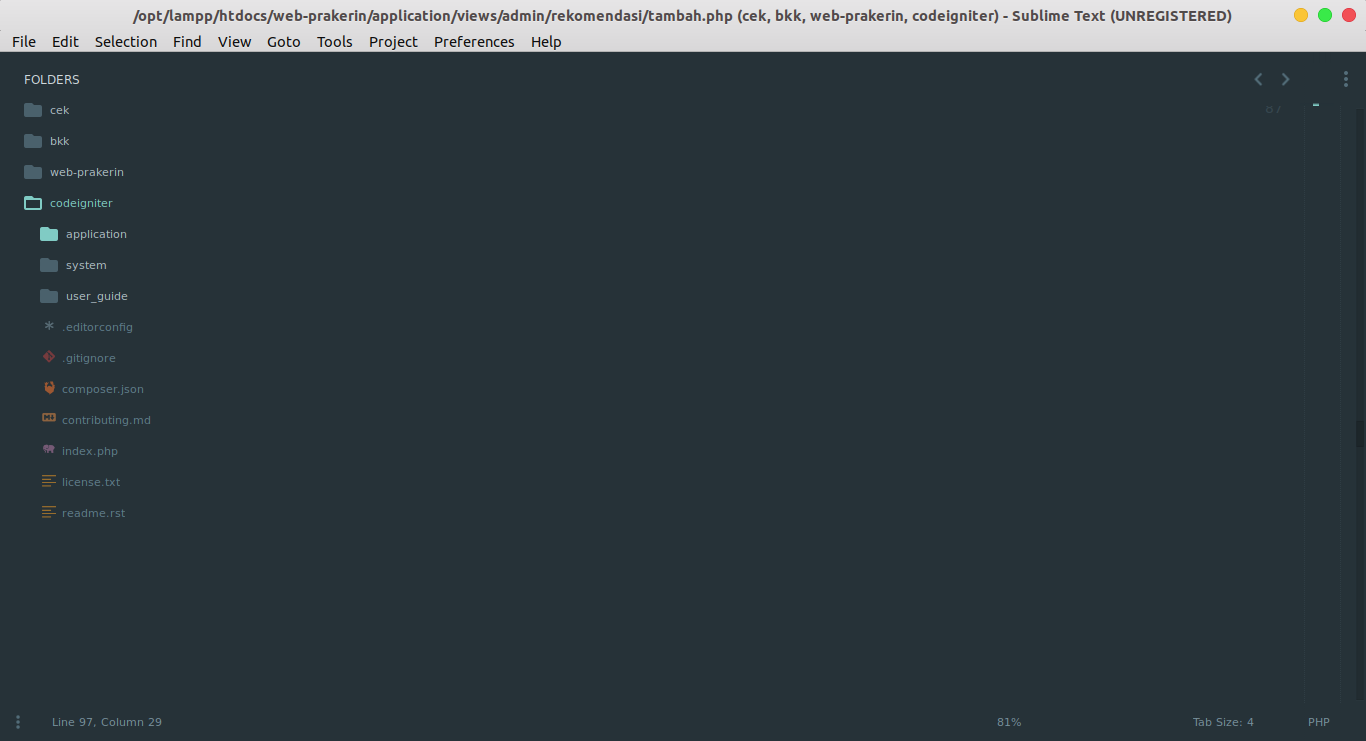 /opt/lampp/htdocs/web-prakerin/application/views/admin/rekomendasi/tambah.php (cek, bkk, web-prakerin, codeigniter) - Sublime Text (UNREGISTERED)
File Edit Selection Find View Goto Tools Project Preferences Help
FOLDERS
cek
bkk
web-prakerin
codeigniter
application
system
user_guide
.editorconfig
.gitignore
composer.json
contributing.md
index.php
license.txt
readme.rst
Line 97, Column 29 81% Tab Size: 4 PHP